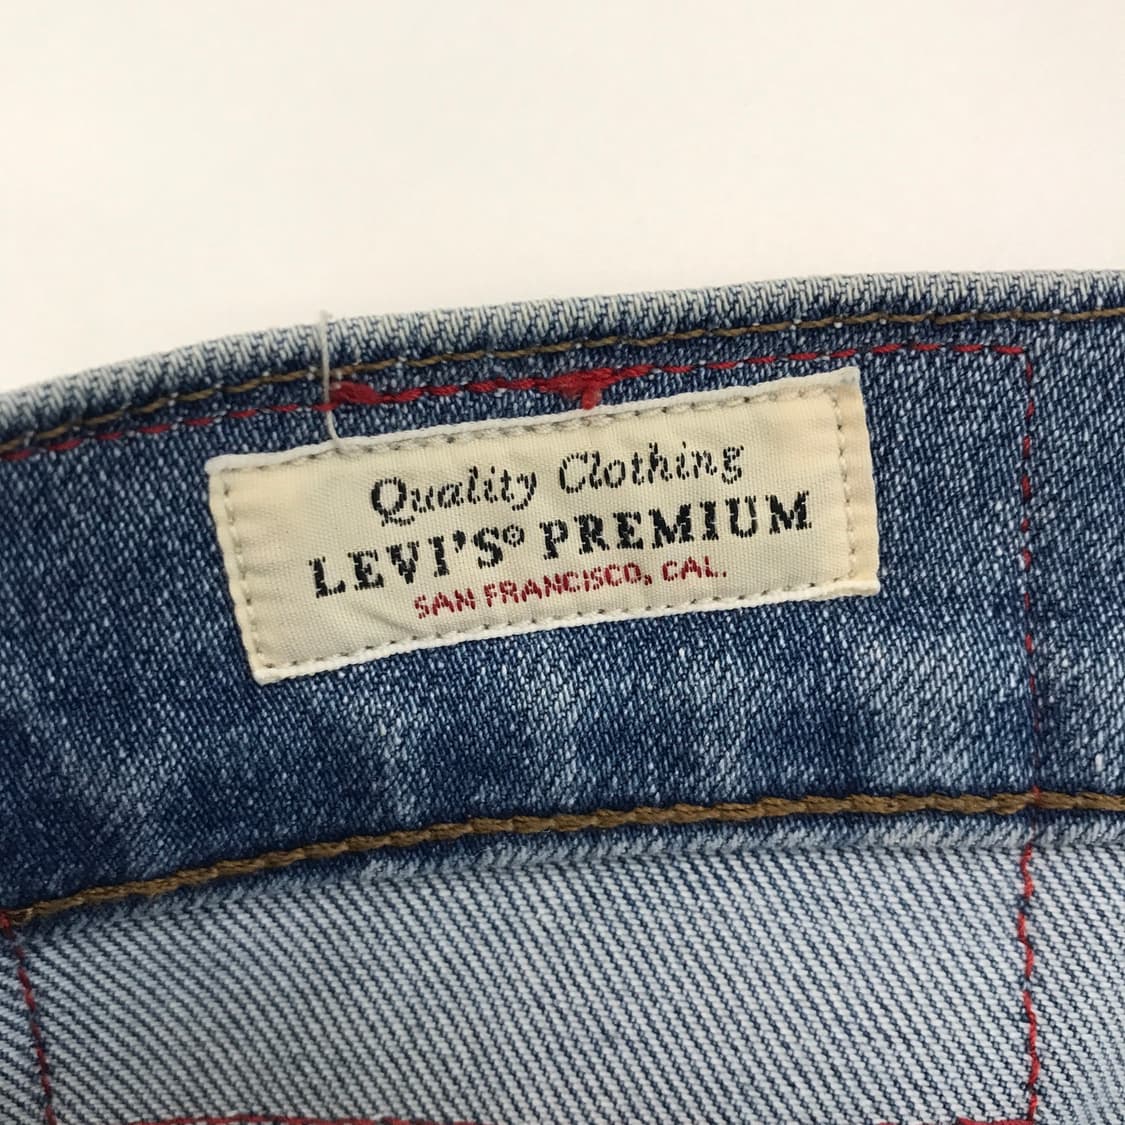 Quality Clothing
LEVI'S® PREMIUM
SAN FRANCISCO, CAL.